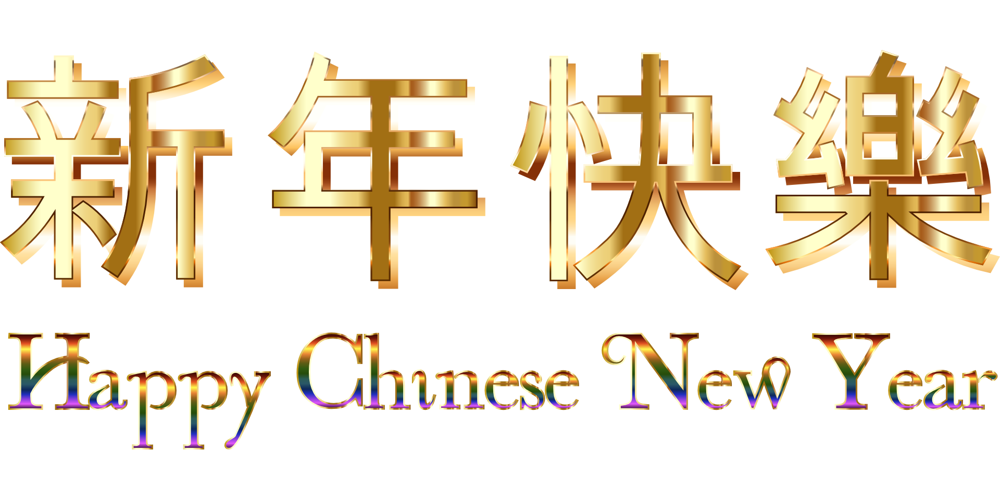 新年快樂
Happy Chinese New Year